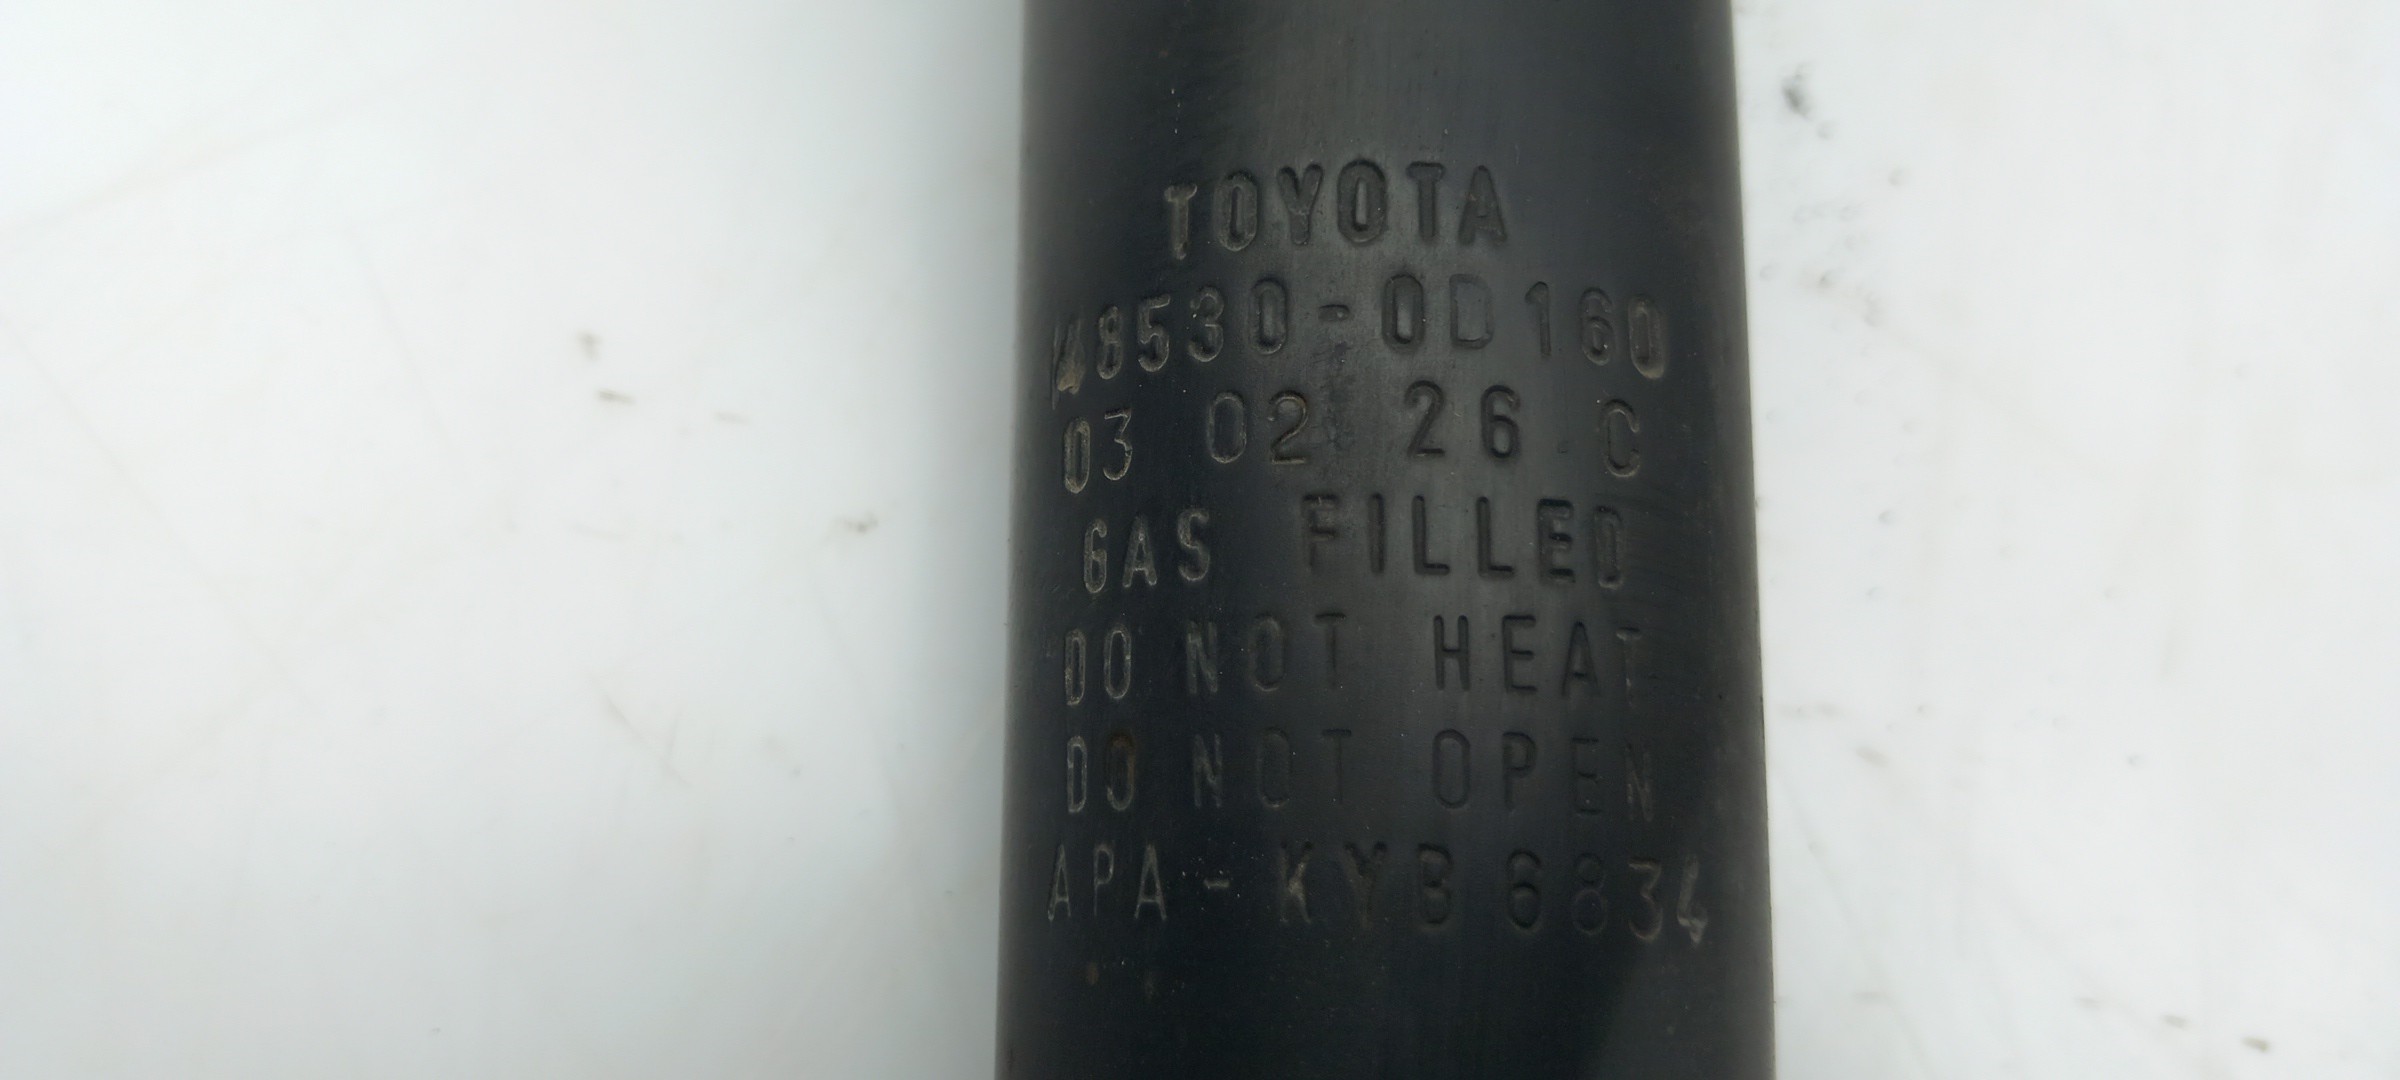 TOYOTA
48530-0D160
03 02 26 C
GAS FILLED
DO NOT HEAT
DO NOT OPEN
APA-KYB 6834